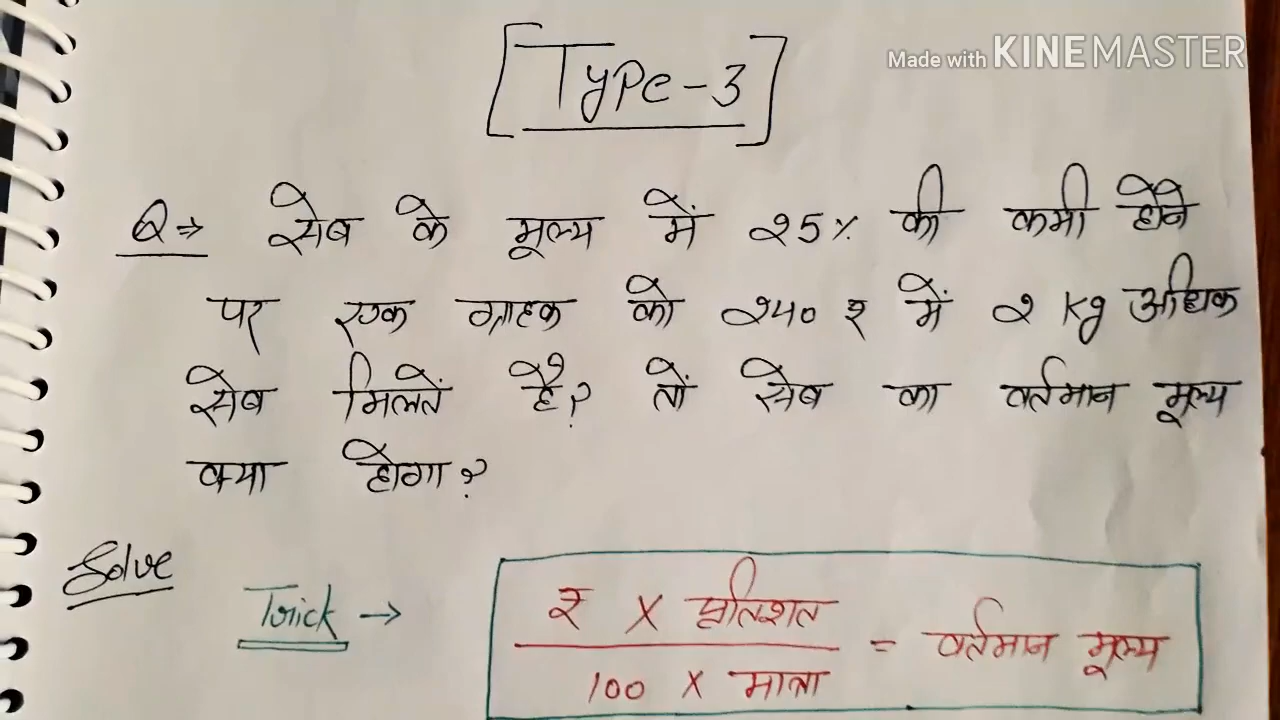 [Type-3]
Made with KINEMASTER
Q⇒ सेब के मूल्य में 25% की कमी होने
पर एक ग्राहक को 240 ₹ में 2 Kg अधिक
सेब मिलतें है? तों सेब का वर्तमान मूल्य
क्या होगा?
Solve
Trick →
₹ X प्रतिशत
100 X मात्रा
= वर्तमान मूल्य